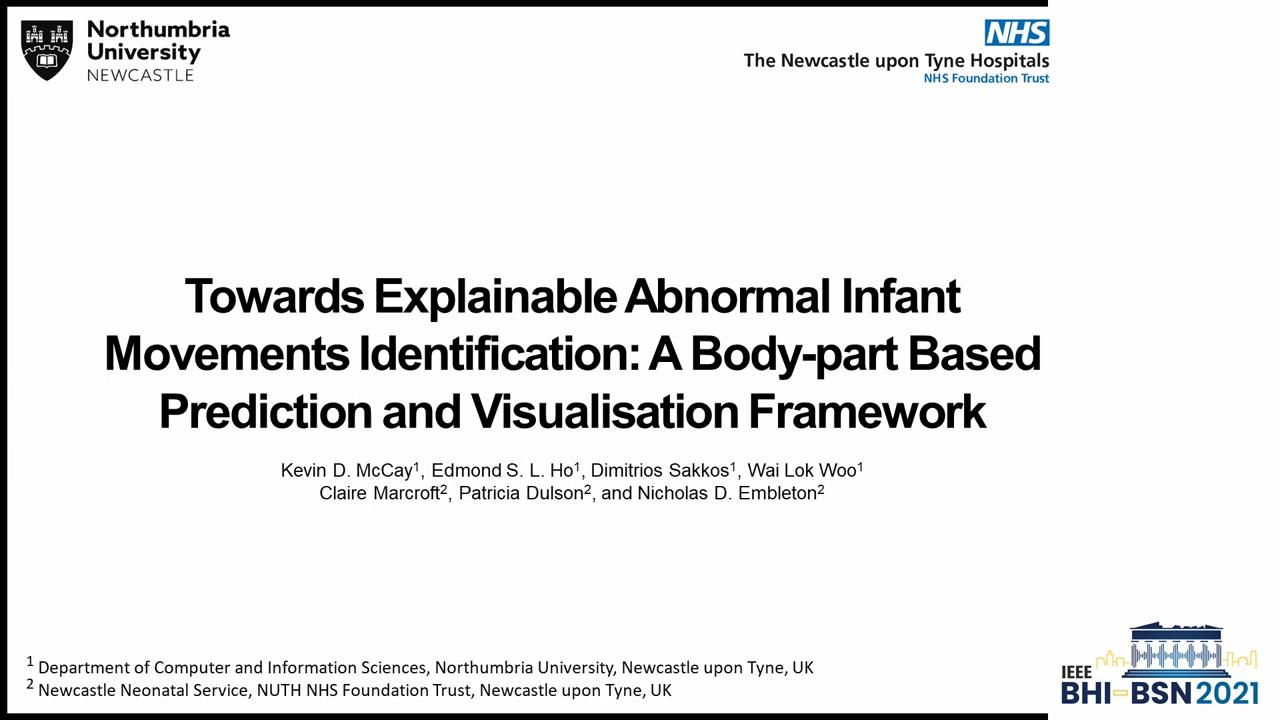 Northumbria
University
NEWCASTLE
NHS
The Newcastle upon Tyne Hospitals
NHS Foundation Trust
Towards Explainable Abnormal Infant
Movements Identification: A Body-part Based
Prediction and Visualisation Framework
Kevin D. McCay¹, Edmond S. L. Ho¹, Dimitrios Sakkos¹, Wai Lok Woo¹
Claire Marcroft², Patricia Dulson², and Nicholas D. Embleton²
¹ Department of Computer and Information Sciences, Northumbria University, Newcastle upon Tyne, UK
² Newcastle Neonatal Service, NUTH NHS Foundation Trust, Newcastle upon Tyne, UK
IEEE
BHI-BSN 2021